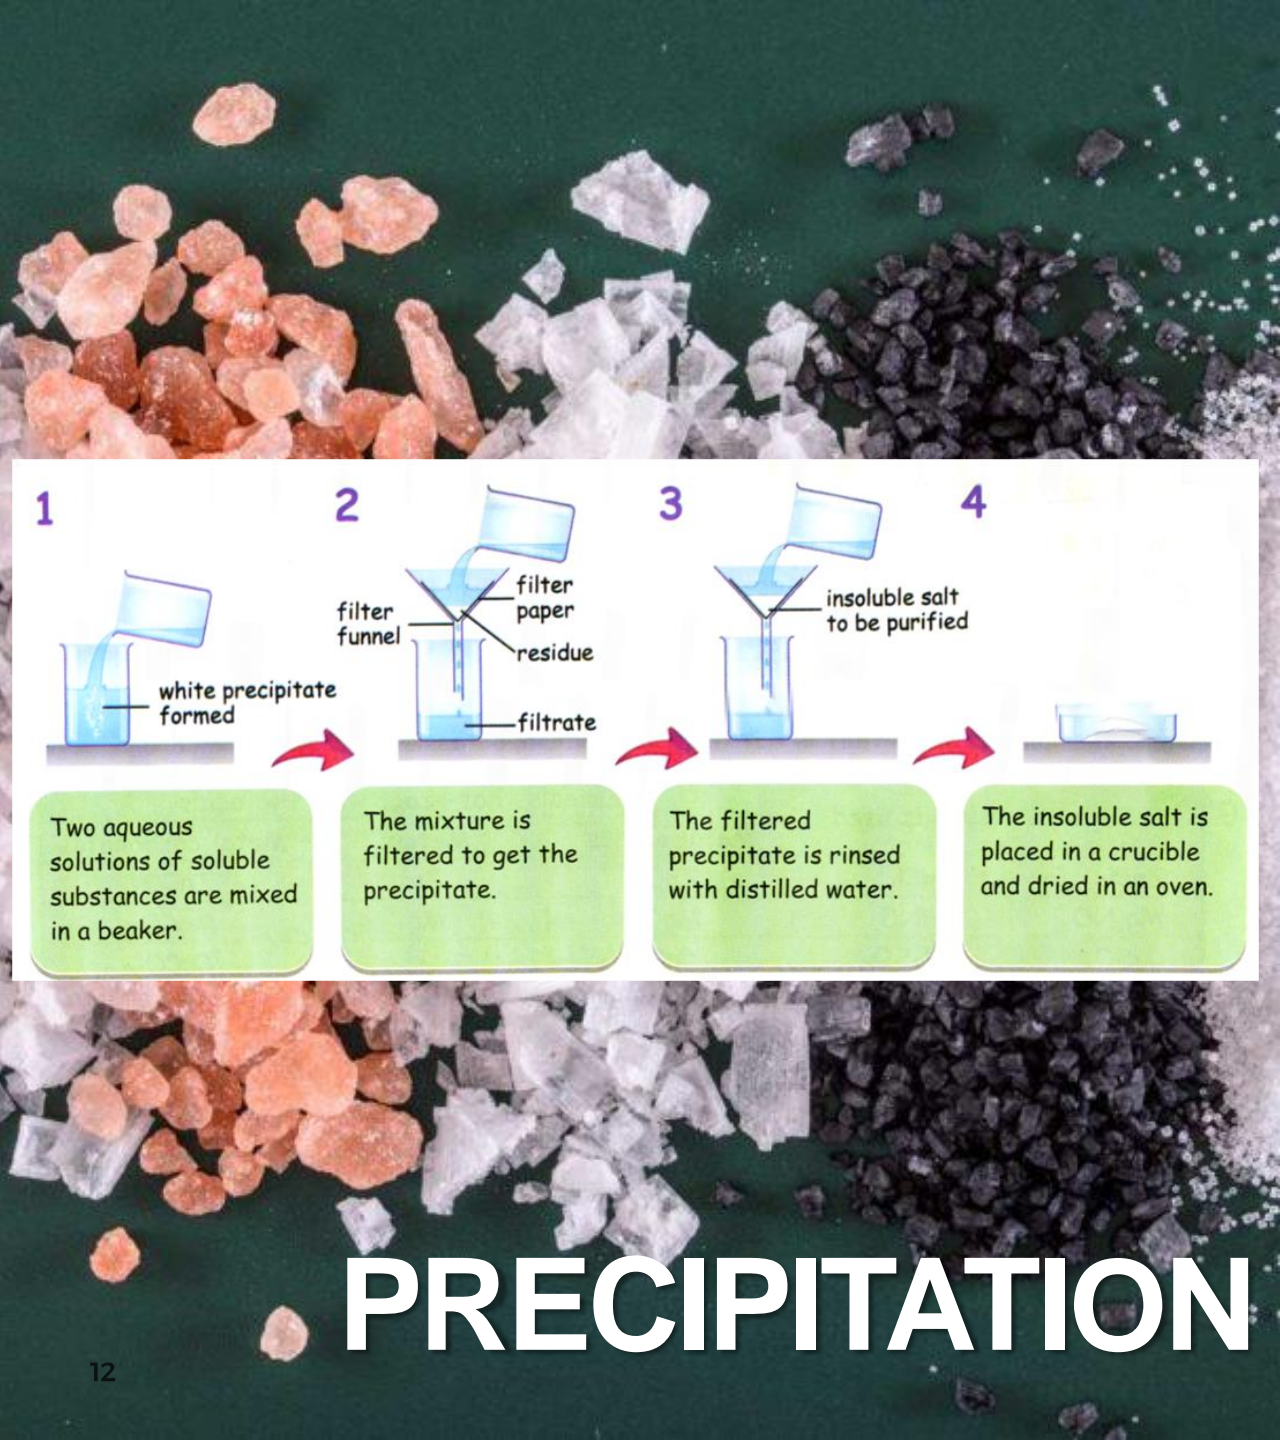 1
2
3
4
white precipitate
formed
filter
funnel
filter
paper
residue
filtrate
insoluble salt
to be purified
Two aqueous
solutions of soluble
substances are mixed
in a beaker.
The mixture is
filtered to get the
precipitate.
The filtered
precipitate is rinsed
with distilled water.
The insoluble salt is
placed in a crucible
and dried in an oven.
PRECIPITATION
12